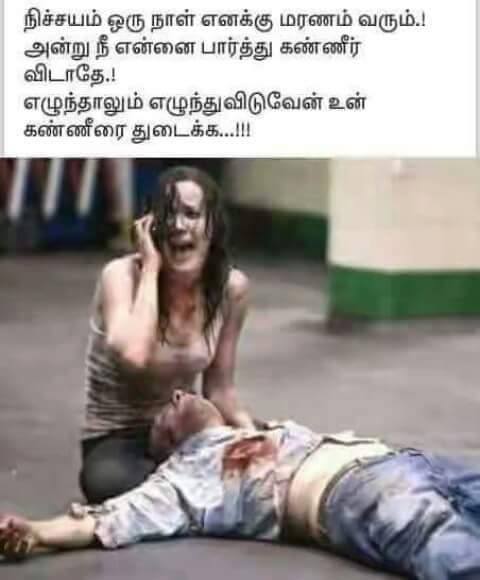 நிச்சயம் ஒரு நாள் எனக்கு மரணம் வரும்.!
அன்று நீ என்னை பார்த்து கண்ணீர்
விடாதே.!
எழுந்தாலும் எழுந்துவிடுவேன் உன்
கண்ணீரை துடைக்க...!!!